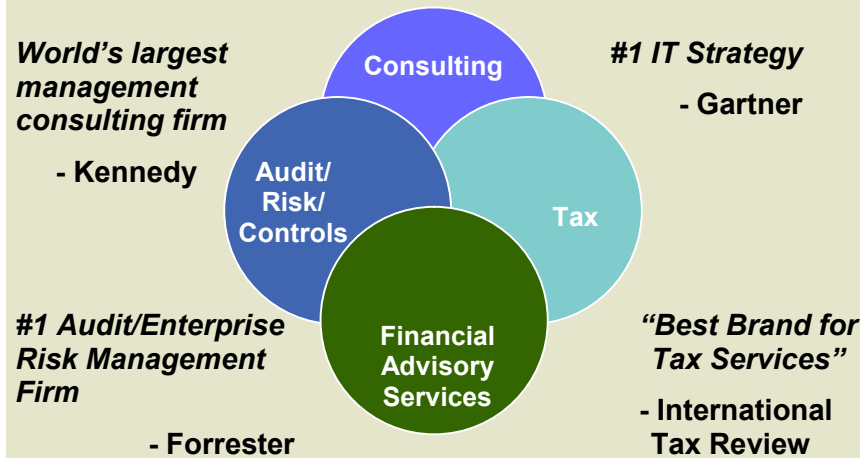 World's largest
management
consulting firm
- Kennedy
Consulting
#1 IT Strategy
- Gartner
Audit/
Risk/
Controls
Tax
#1 Audit/Enterprise
Risk Management
Firm
- Forrester
Financial
Advisory
Services
“Best Brand for
Tax Services”
- International
Tax Review